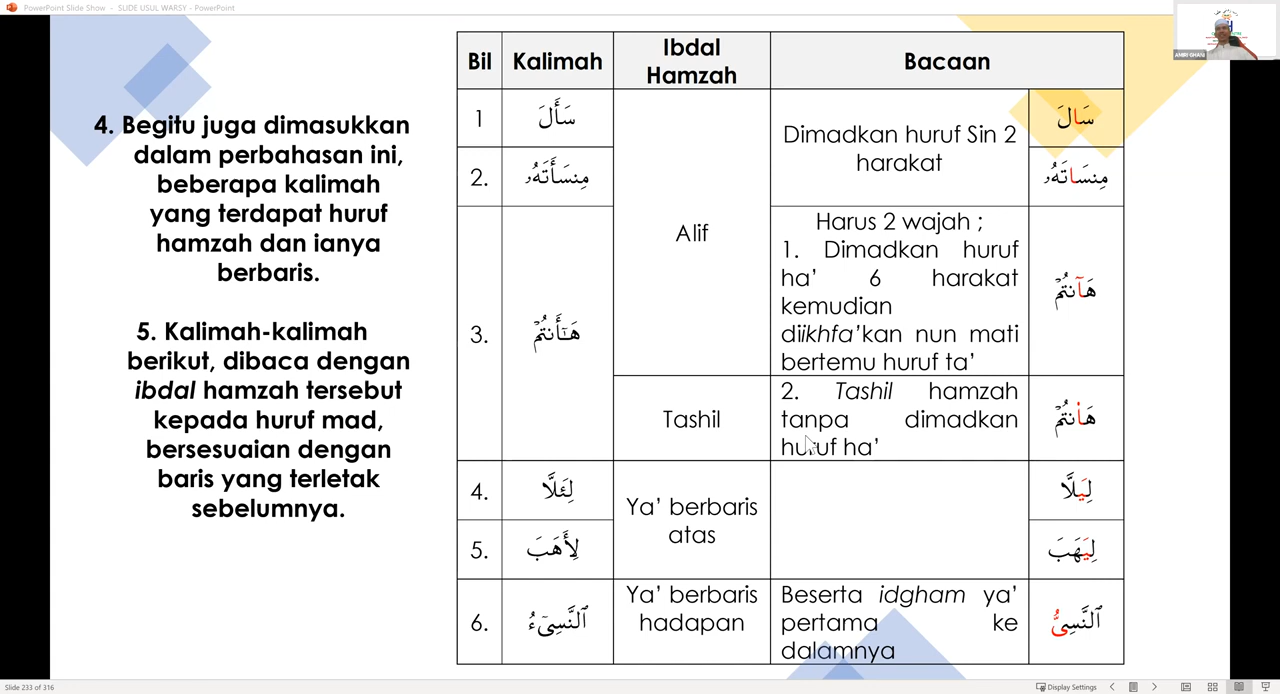 PowerPoint Slide Show - SLIDE USUL WARSY - PowerPoint
AMIRI GHANI
4. Begitu juga dimasukkan
dalam perbahasan ini,
beberapa kalimah
yang terdapat huruf
hamzah dan ianya
berbaris.
5. Kalimah-kalimah
berikut, dibaca dengan
ibdal hamzah tersebut
kepada huruf mad,
bersesuaian dengan
baris yang terletak
sebelumnya.
Bil
Kalimah
Ibdal
Hamzah
Bacaan
1
سَأَلَ
Alif
Dimadkan huruf Sin 2
harakat
سَالَ
2.
مِنسَأَتَهُۥ
مِنسَاتَهُۥ
3.
هَـٰٓأَنتُمْ
Harus 2 wajah ;
1. Dimadkan huruf
ha’ 6 harakat
kemudian
diikhfa’kan nun mati
bertemu huruf ta’
هَآنتُمْ
Tashil
2. Tashil hamzah
tanpa dimadkan
huruf ha’
هَا۬نتُمْ
4.
لِئَلَّا
Ya’ berbaris
atas
لِيَلَّا
5.
لِأَهَبَ
لِيَهَبَ
6.
ٱلنَّسِىٓءُ
Ya’ berbaris
hadapan
Beserta idgham ya’
pertama ke
dalamnya
ٱلنَّسِىُّ
Slide 233 of 316
Display Settings